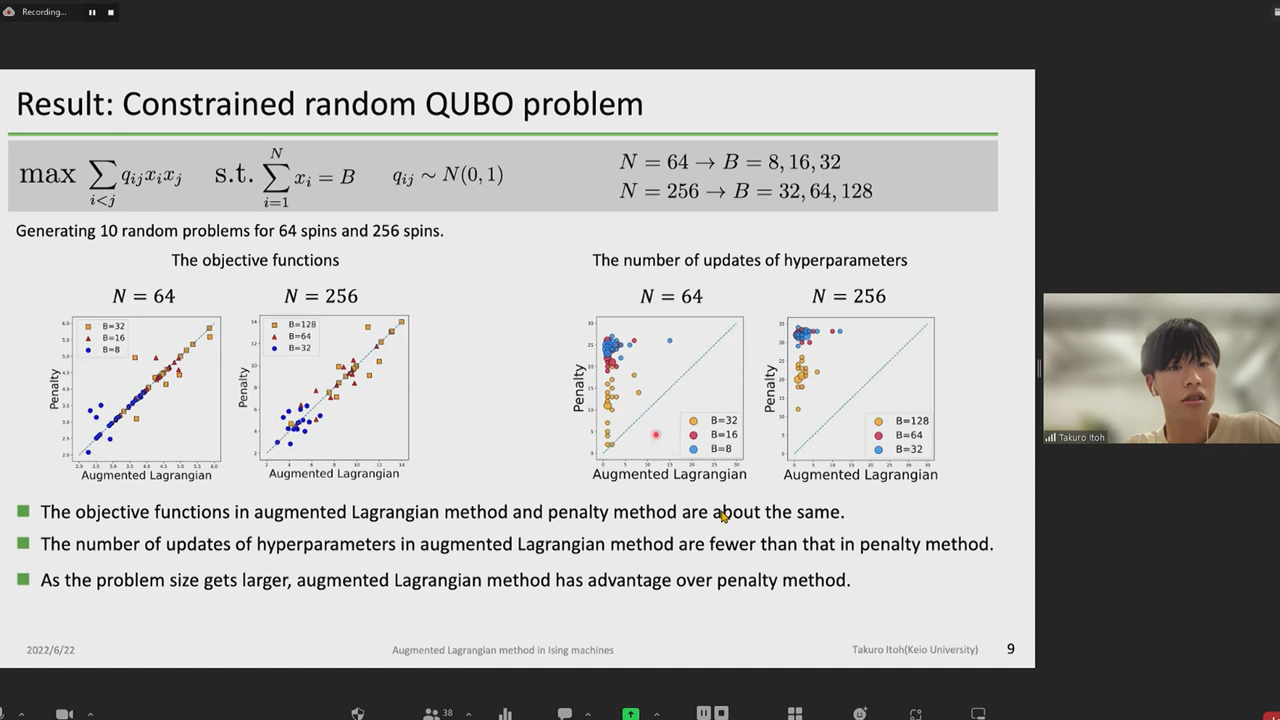 Recording...
Result: Constrained random QUBO problem
max ∑_{i<j} q_{ij}x_ix_j s.t. ∑_{i=1}^{N} x_i = B q_{ij} ∼ N(0, 1)
N = 64 → B = 8, 16, 32
N = 256 → B = 32, 64, 128
Generating 10 random problems for 64 spins and 256 spins.
The objective functions
The number of updates of hyperparameters
N = 64
N = 256
N = 64
N = 256
B=32
B=16
B=8
Penalty
Augmented Lagrangian
B=128
B=64
B=32
Penalty
Augmented Lagrangian
B=32
B=16
B=8
Penalty
Augmented Lagrangian
B=128
B=64
B=32
Penalty
Augmented Lagrangian
The objective functions in augmented Lagrangian method and penalty method are about the same.
The number of updates of hyperparameters in augmented Lagrangian method are fewer than that in penalty method.
As the problem size gets larger, augmented Lagrangian method has advantage over penalty method.
2022/6/22
Augmented Lagrangian method in Ising machines
Takuro Itoh(Keio University)
9
Takuro Itoh
38